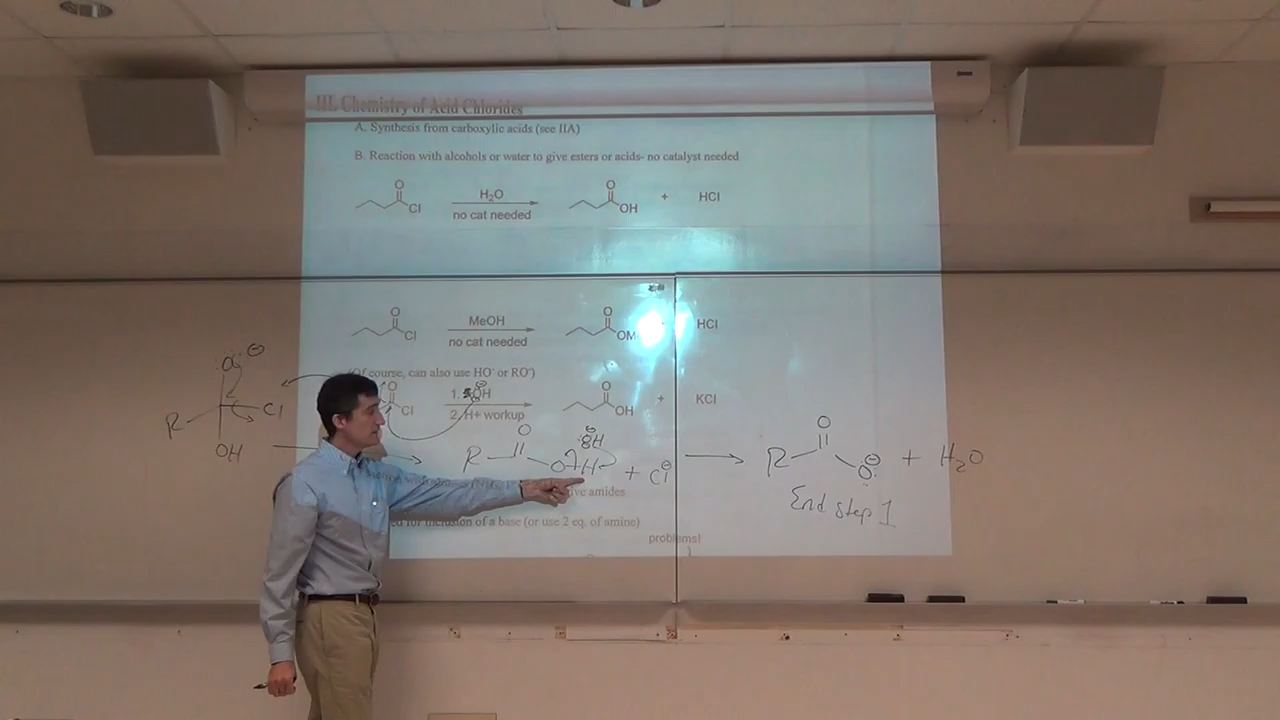 III. Chemistry of Acid Chlorides
A. Synthesis from carboxylic acids (see IIA)
B. Reaction with alcohols or water to give esters or acids- no catalyst needed
O H₂O O
Cl no cat needed OH + HCl
O MeOH O
Cl no cat needed OM HCl
(Of course, can also use HO⁻ or RO⁻)
O 1. OH O
Cl 2. H+ workup OH + KCl
O ⊖
R Cl
OH
O
R O H + Cl⊖
OH
O
R O⊖ + H₂O
End step 1
give amides
for inclusion of a base (or use 2 eq. of amine)
problems!